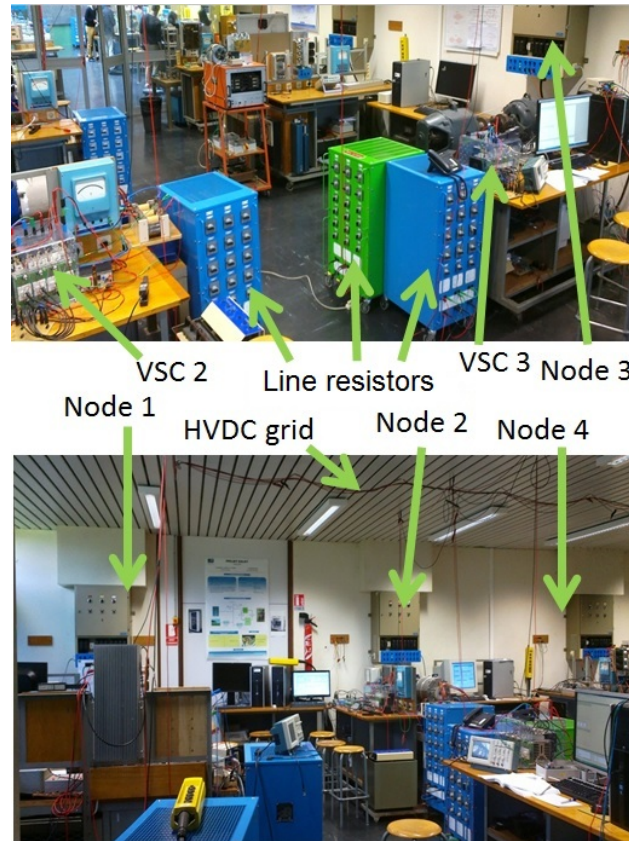 VSC 2
Line resistors
VSC 3
Node 3
Node 1
HVDC grid
Node 2
Node 4